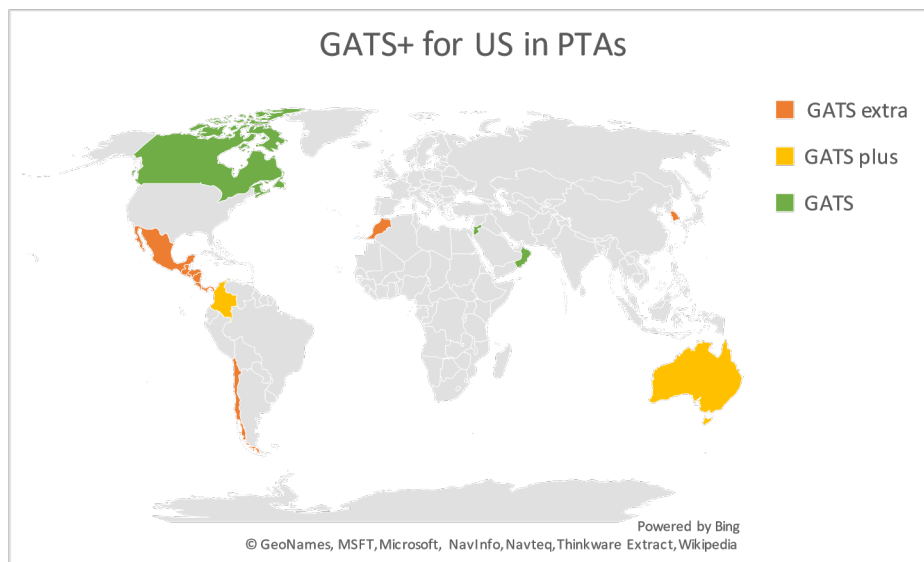 GATS+ for US in PTAs
GATS extra
GATS plus
GATS
Powered by Bing
© GeoNames, MSFT, Microsoft, NavInfo, Navteq, Thinkware Extract, Wikipedia